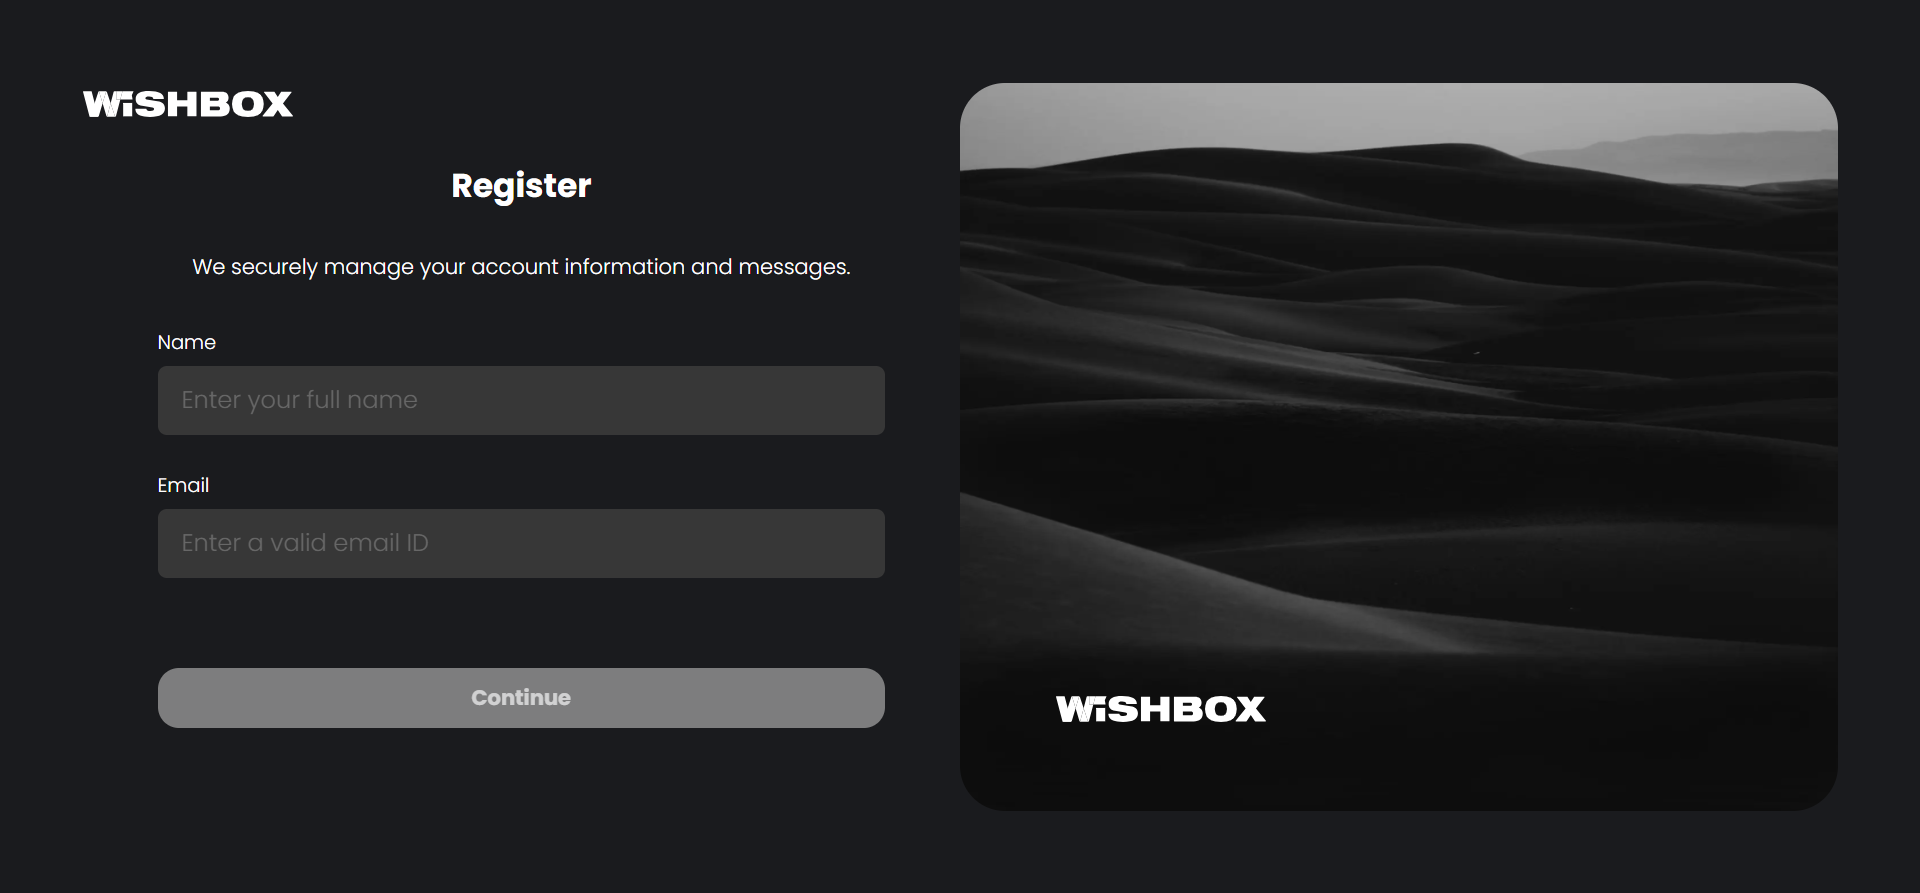 WiSHBOX
Register
We securely manage your account information and messages.
Name
Enter your full name
Email
Enter a valid email ID
Continue
WiSHBOX